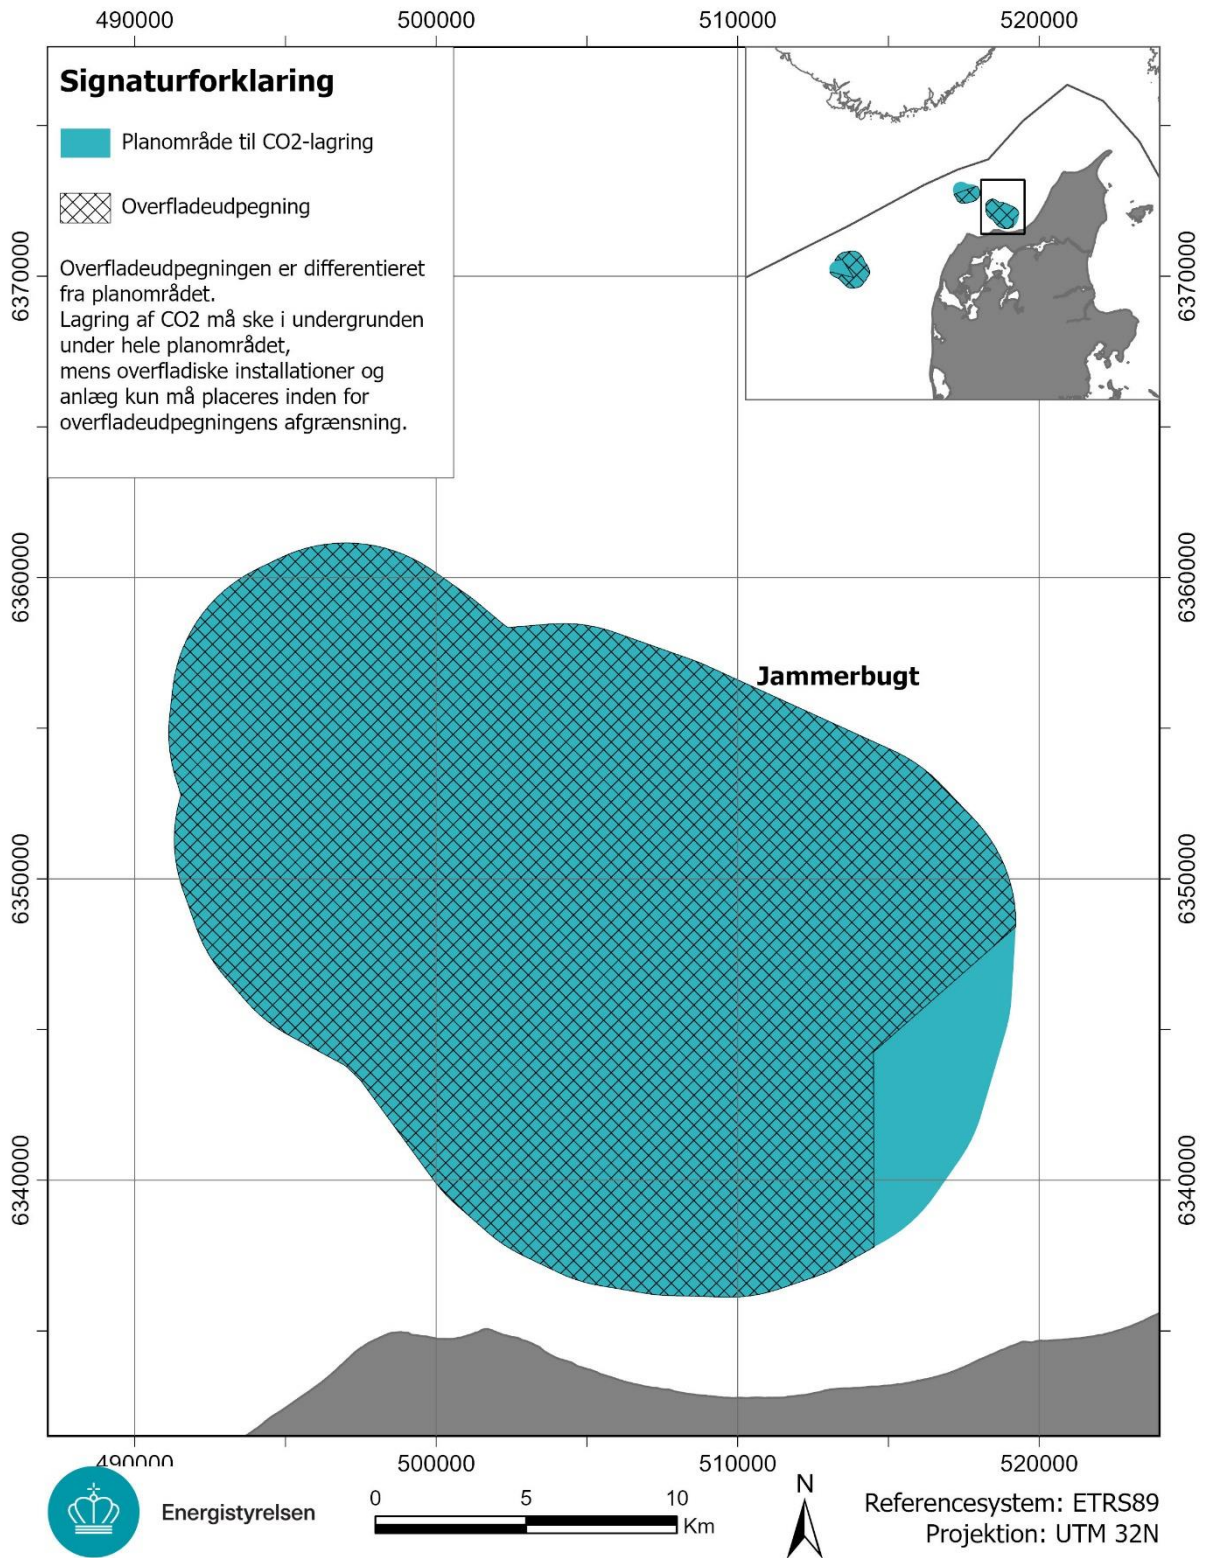 490000 500000 510000 520000
Signaturforklaring
Planområde til CO2-lagring
Overfladeudpegning
Overfladeudpegningen er differentieret
fra planområdet.
Lagring af CO2 må ske i undergrunden
under hele planområdet,
mens overfladiske installationer og
anlæg kun må placeres inden for
overfladeudpegningens afgrænsning.
6370000 6370000
6360000 6360000
Jammerbugt
6350000 6350000
6340000 6340000
490000 500000 510000 520000
Energistyrelsen
0 5 10
Km
N
Referencesystem: ETRS89
Projektion: UTM 32N